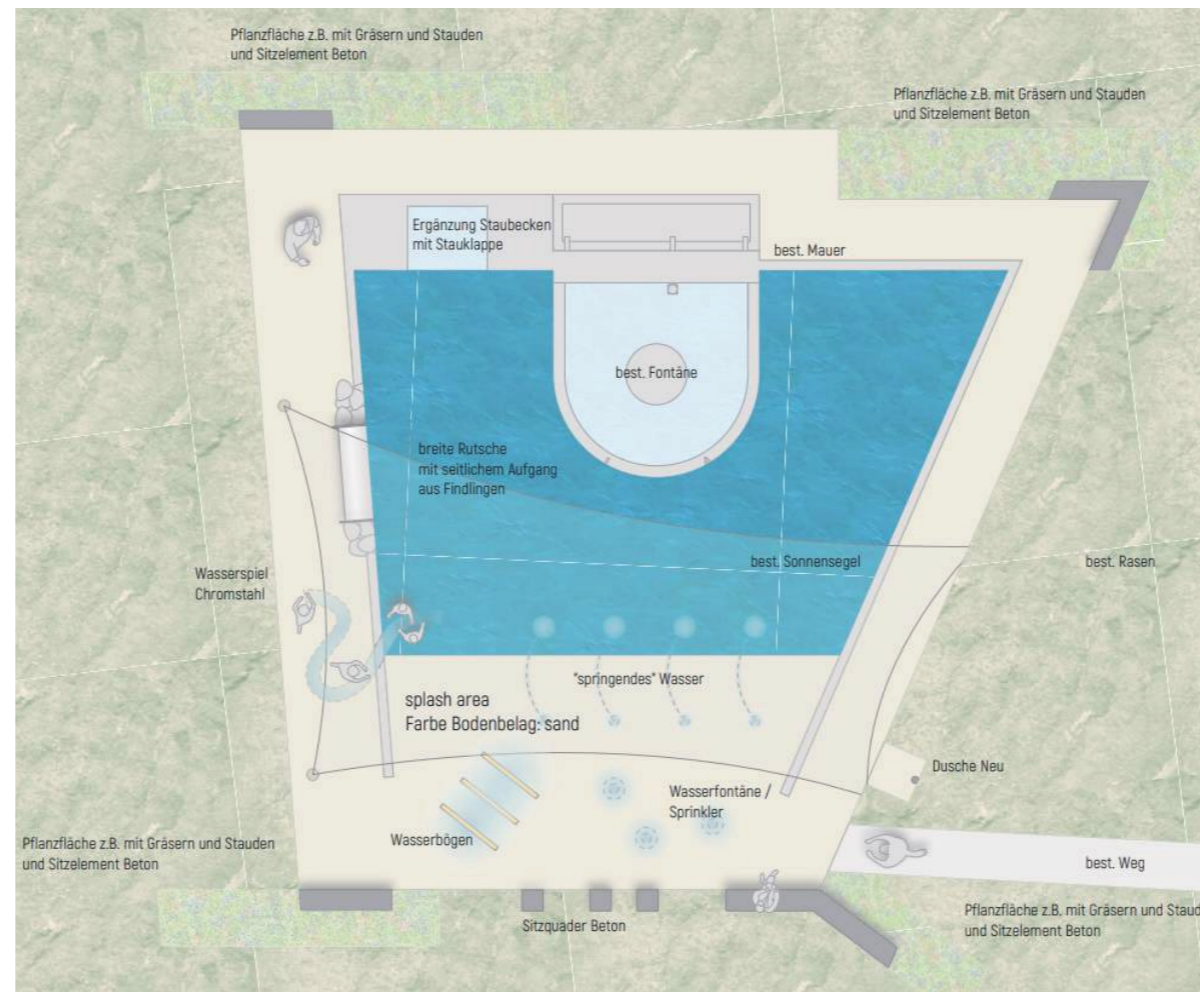 Pflanzfläche z.B. mit Gräsern und Stauden
und Sitzelement Beton
Pflanzfläche z.B. mit Gräsern und Stauden
und Sitzelement Beton
Ergänzung Staubecken
mit Stauklappe
best. Mauer
best. Fontäne
breite Rutsche
mit seitlichem Aufgang
aus Findlingen
best. Sonnensegel
best. Rasen
Wasserspiel
Chromstahl
"springendes" Wasser
splash area
Farbe Bodenbelag: sand
Dusche Neu
Wasserfontäne /
Sprinkler
Wasserbögen
Pflanzfläche z.B. mit Gräsern und Stauden
und Sitzelement Beton
best. Weg
Sitzquader Beton
Pflanzfläche z.B. mit Gräsern und Staud
und Sitzelement Beton